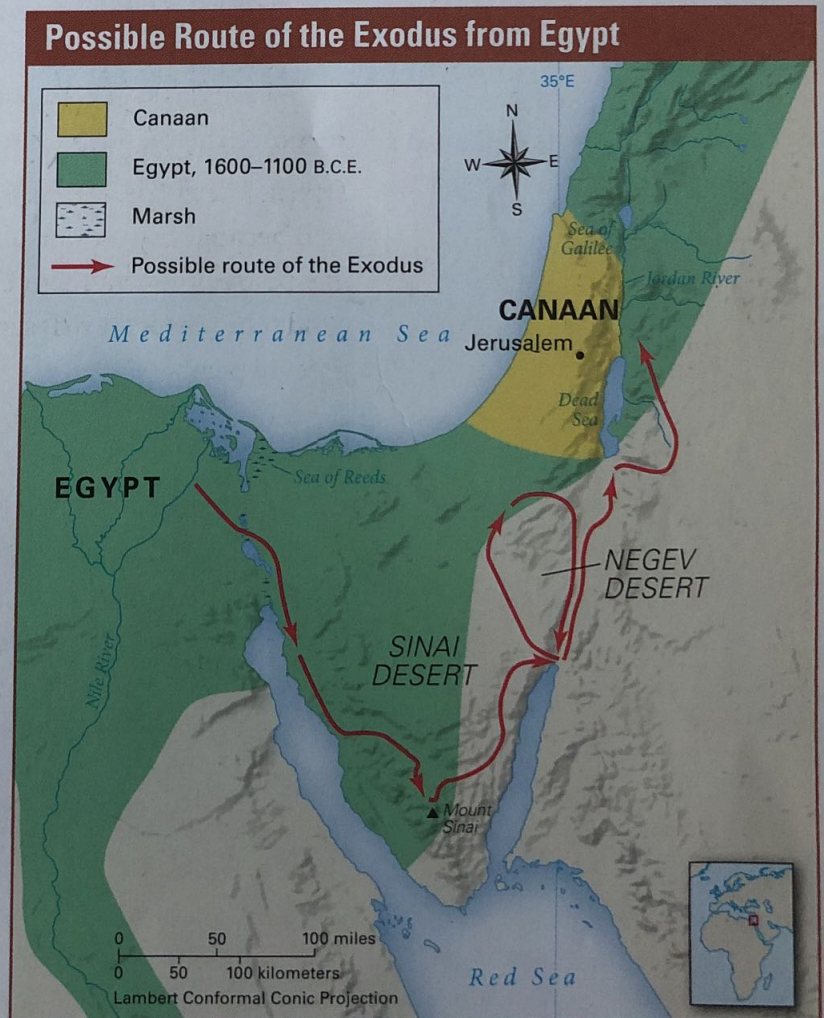 Possible Route of the Exodus from Egypt
Canaan
Egypt, 1600–1100 B.C.E.
Marsh
Possible route of the Exodus
35°E
N
W
E
S
Sea of
Galilee
Jordan River
CANAAN
Mediterranean Sea
Jerusalem
Dead
Sea
EGYPT
Sea of Reeds
NEGEV
DESERT
SINAI
DESERT
Nile River
Mount
Sinai
0 50 100 miles
0 50 100 kilometers
Lambert Conformal Conic Projection
Red Sea